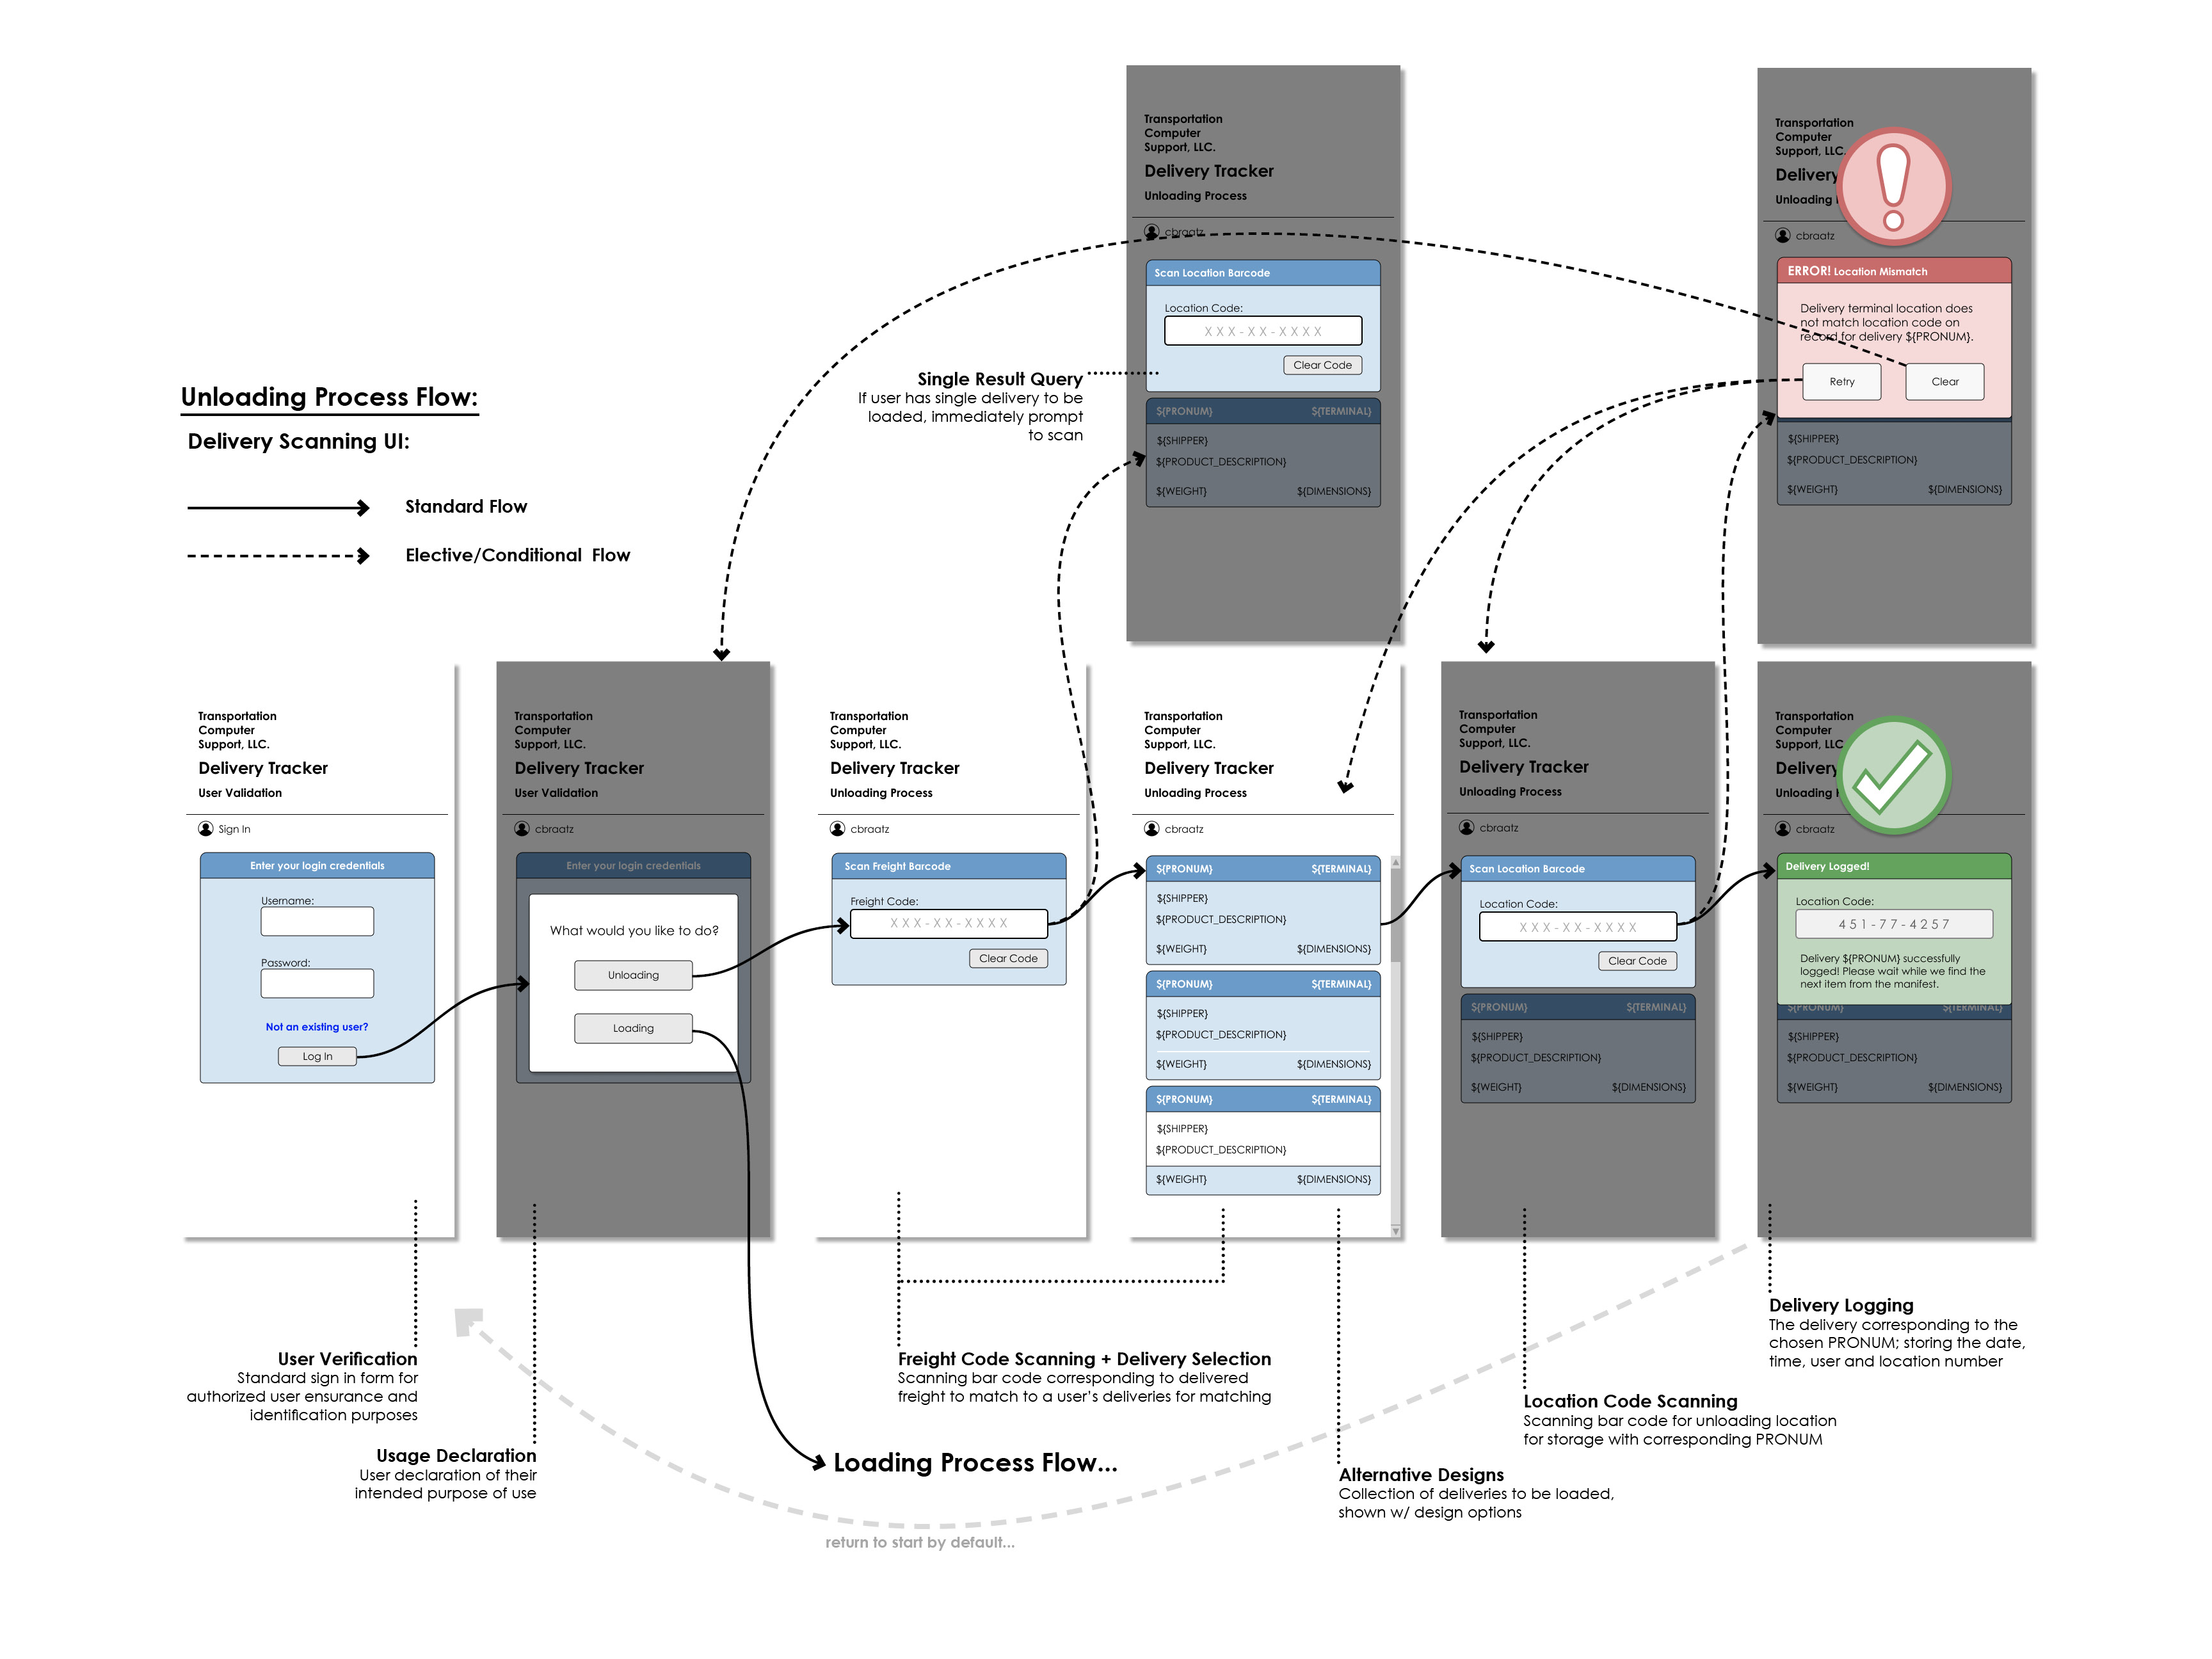 Unloading Process Flow:
Delivery Scanning UI:
Standard Flow
Elective/Conditional Flow
Transportation
Computer
Support, LLC.
Delivery Tracker
Unloading Process
cbraatz
Scan Location Barcode
Location Code:
XXX-XX-XXXX
Clear Code
${PRONUM} ${TERMINAL}
${SHIPPER}
${PRODUCT_DESCRIPTION}
${WEIGHT} ${DIMENSIONS}
Single Result Query
If user has single delivery to be
loaded, immediately prompt
to scan
Transportation
Computer
Support, LLC.
Delivery
Unloading
cbraatz
ERROR! Location Mismatch
Delivery terminal location does
not match location code on
record for delivery ${PRONUM}.
Retry Clear
${SHIPPER}
${PRODUCT_DESCRIPTION}
${WEIGHT} ${DIMENSIONS}
Transportation
Computer
Support, LLC.
Delivery Tracker
User Validation
Sign In
Enter your login credentials
Username:
Password:
Not an existing user?
Log In
Transportation
Computer
Support, LLC.
Delivery Tracker
User Validation
cbraatz
Enter your login credentials
What would you like to do?
Unloading
Loading
Transportation
Computer
Support, LLC.
Delivery Tracker
Unloading Process
cbraatz
Scan Freight Barcode
Freight Code:
XXX-XX-XXXX
Clear Code
Transportation
Computer
Support, LLC.
Delivery Tracker
Unloading Process
cbraatz
${PRONUM} ${TERMINAL}
${SHIPPER}
${PRODUCT_DESCRIPTION}
${WEIGHT} ${DIMENSIONS}
${PRONUM} ${TERMINAL}
${SHIPPER}
${PRODUCT_DESCRIPTION}
${WEIGHT} ${DIMENSIONS}
${PRONUM} ${TERMINAL}
${SHIPPER}
${PRODUCT_DESCRIPTION}
${WEIGHT} ${DIMENSIONS}
Transportation
Computer
Support, LLC.
Delivery Tracker
Unloading Process
cbraatz
Scan Location Barcode
Location Code:
XXX-XX-XXXX
Clear Code
${PRONUM} ${TERMINAL}
${SHIPPER}
${PRODUCT_DESCRIPTION}
${WEIGHT} ${DIMENSIONS}
Transportation
Computer
Support, LLC
Delivery
Unloading
cbraatz
Delivery Logged!
Location Code:
451-77-4257
Delivery ${PRONUM} successfully
logged! Please wait while we find the
next item from the manifest.
${PRONUM} ${TERMINAL}
${SHIPPER}
${PRODUCT_DESCRIPTION}
${WEIGHT} ${DIMENSIONS}
User Verification
Standard sign in form for
authorized user ensurance and
identification purposes
Usage Declaration
User declaration of their
intended purpose of use
Freight Code Scanning + Delivery Selection
Scanning bar code corresponding to delivered
freight to match to a user's deliveries for matching
Loading Process Flow...
return to start by default...
Alternative Designs
Collection of deliveries to be loaded,
shown w/ design options
Location Code Scanning
Scanning bar code for unloading location
for storage with corresponding PRONUM
Delivery Logging
The delivery corresponding to the
chosen PRONUM; storing the date,
time, user and location number